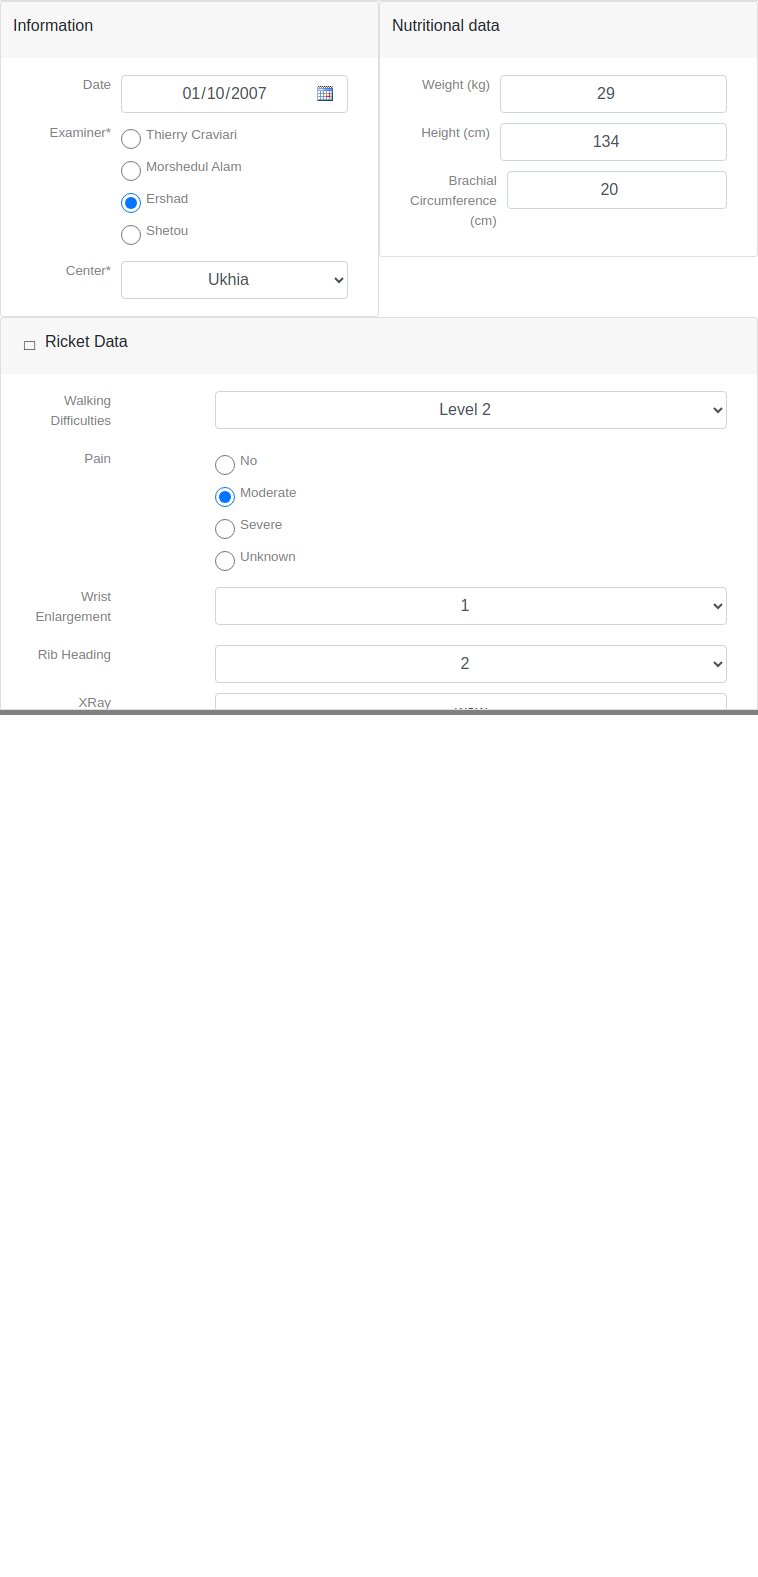 Information
Date
01/10/2007
Examiner*
Thierry Craviari
Morshedul Alam
Ershad
Shetou
Center*
Ukhia
Nutritional data
Weight (kg)
29
Height (cm)
134
Brachial
Circumference
(cm)
20
Ricket Data
Walking
Difficulties
Level 2
Pain
No
Moderate
Severe
Unknown
Wrist
Enlargement
1
Rib Heading
2
XRay